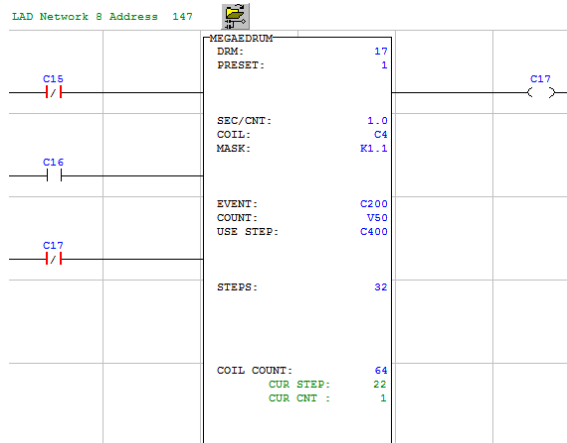 LAD Network 8 Address 147
MEGAEDRUM
DRM: 17
PRESET: 1
C15
C17
SEC/CNT: 1.0
COIL: C4
MASK: K1.1
C16
EVENT: C200
COUNT: V50
USE STEP: C400
C17
STEPS: 32
COIL COUNT: 64
CUR STEP: 22
CUR CNT : 1